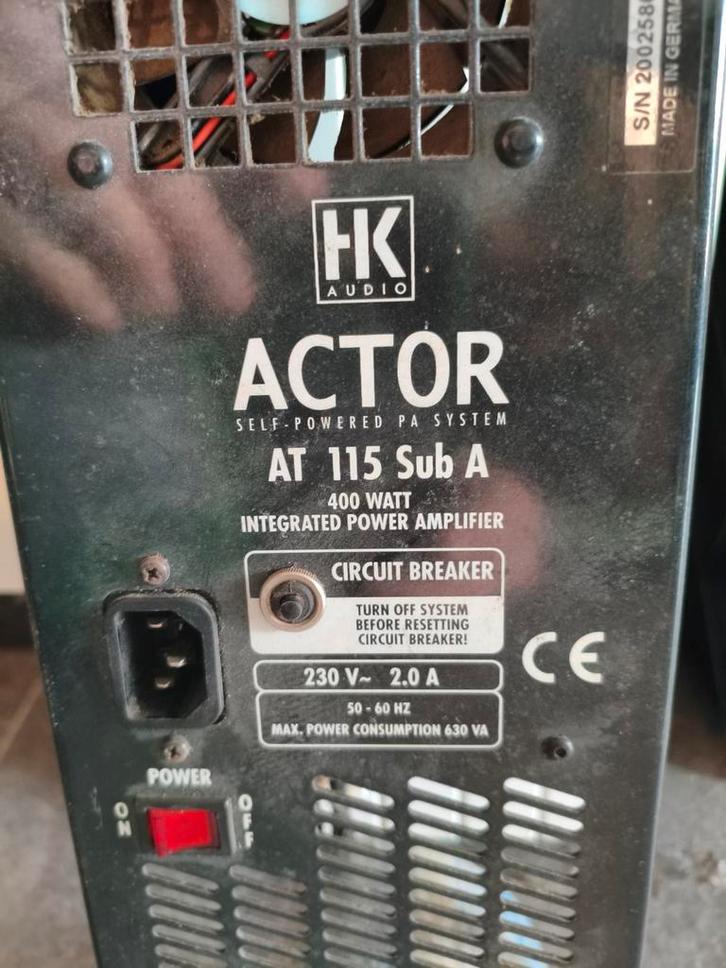 S/N 2002580
MADE IN GERMA
HK
AUDIO
ACTOR
SELF-POWERED PA SYSTEM
AT 115 Sub A
400 WATT
INTEGRATED POWER AMPLIFIER
CIRCUIT BREAKER
TURN OFF SYSTEM
BEFORE RESETTING
CIRCUIT BREAKER!
CE
230 V~ 2.0 A
50 - 60 HZ
MAX. POWER CONSUMPTION 630 VA
POWER
ON
OFF